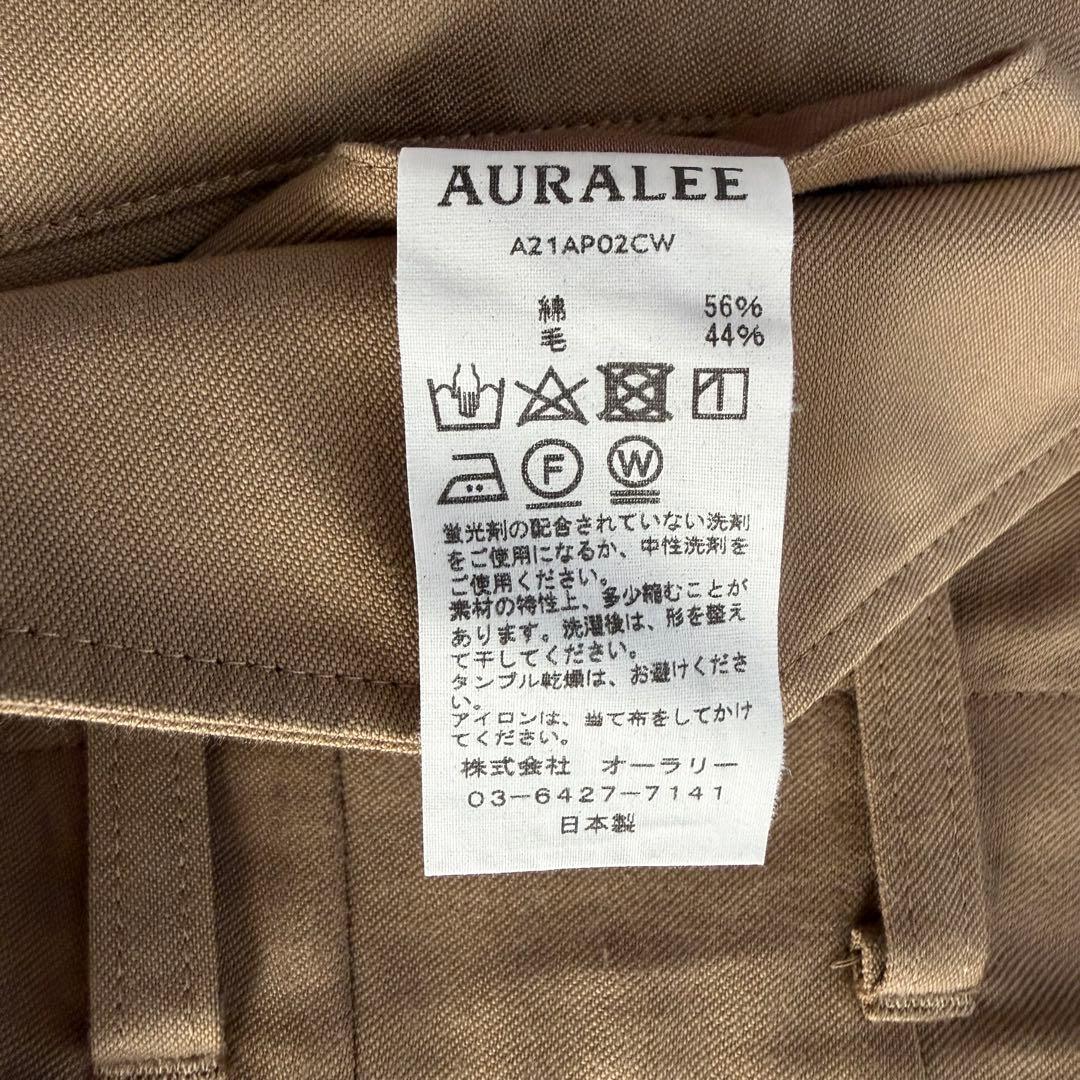 AURALEE
A21AP02CW
綿 56%
毛 44%
F W
蛍光剤の配合されていない洗剤
をご使用になるか、中性洗剤を
ご使用ください。
素材の特性上、多少縮むことが
あります。洗濯後は、形を整え
て干してください。
タンブル乾燥は、お避けくださ
い。
アイロンは、当て布をしてかけ
てください。
株式会社 オーラリー
03-6427-7141
日本製